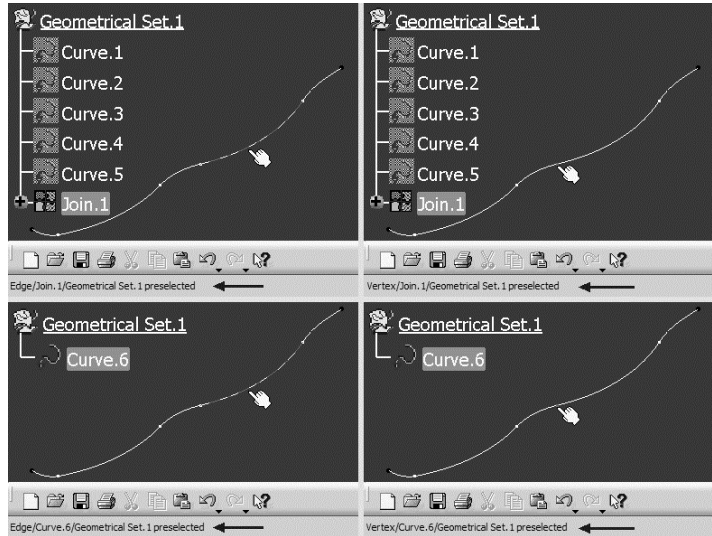 Geometrical Set.1
Curve.1
Curve.2
Curve.3
Curve.4
Curve.5
Join.1
Edge/Join.1/Geometrical Set.1 preselected
Geometrical Set.1
Curve.1
Curve.2
Curve.3
Curve.4
Curve.5
Join.1
Vertex/Join.1/Geometrical Set.1 preselected
Geometrical Set.1
Curve.6
Edge/Curve.6/Geometrical Set.1 preselected
Geometrical Set.1
Curve.6
Vertex/Curve.6/Geometrical Set.1 preselected